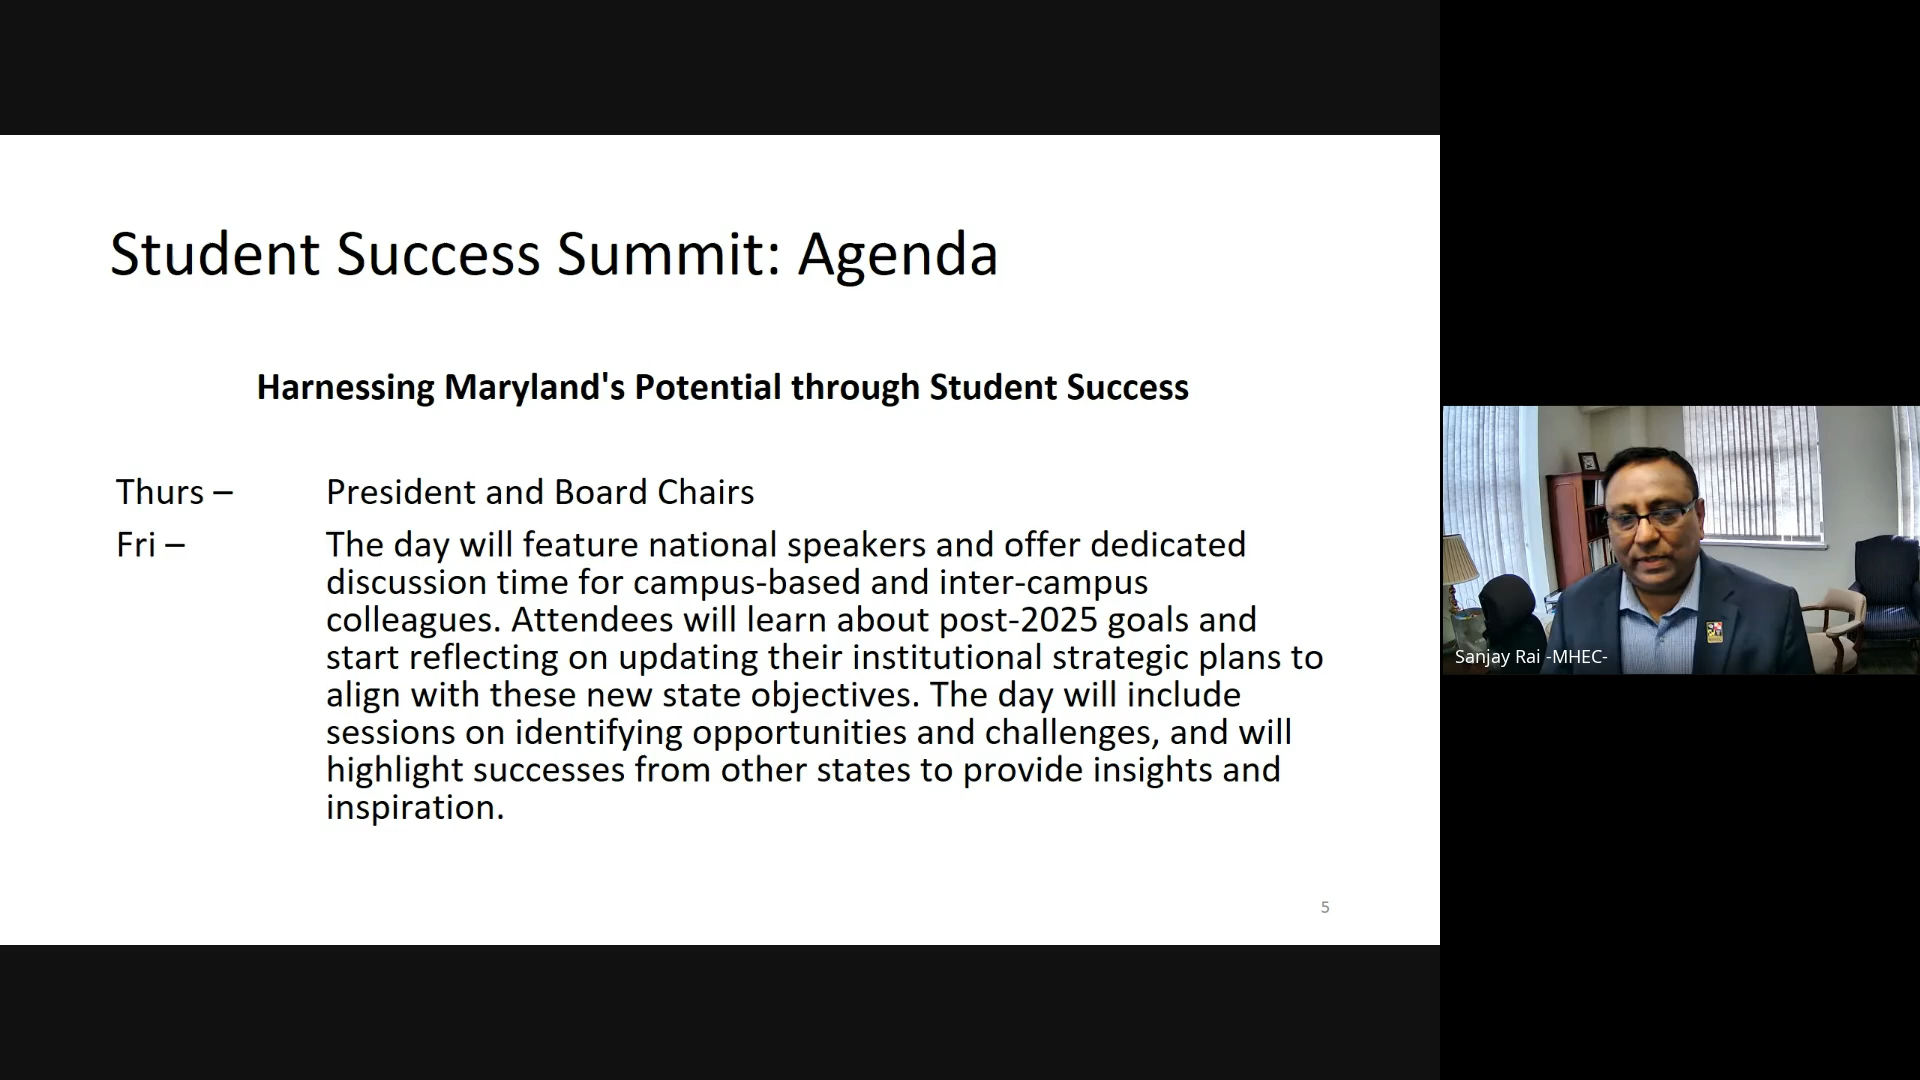 Student Success Summit: Agenda
Harnessing Maryland's Potential through Student Success
Thurs – President and Board Chairs
Fri – The day will feature national speakers and offer dedicated
discussion time for campus-based and inter-campus
colleagues. Attendees will learn about post-2025 goals and
start reflecting on updating their institutional strategic plans to
align with these new state objectives. The day will include
sessions on identifying opportunities and challenges, and will
highlight successes from other states to provide insights and
inspiration.
5
Sanjay Rai -MHEC-